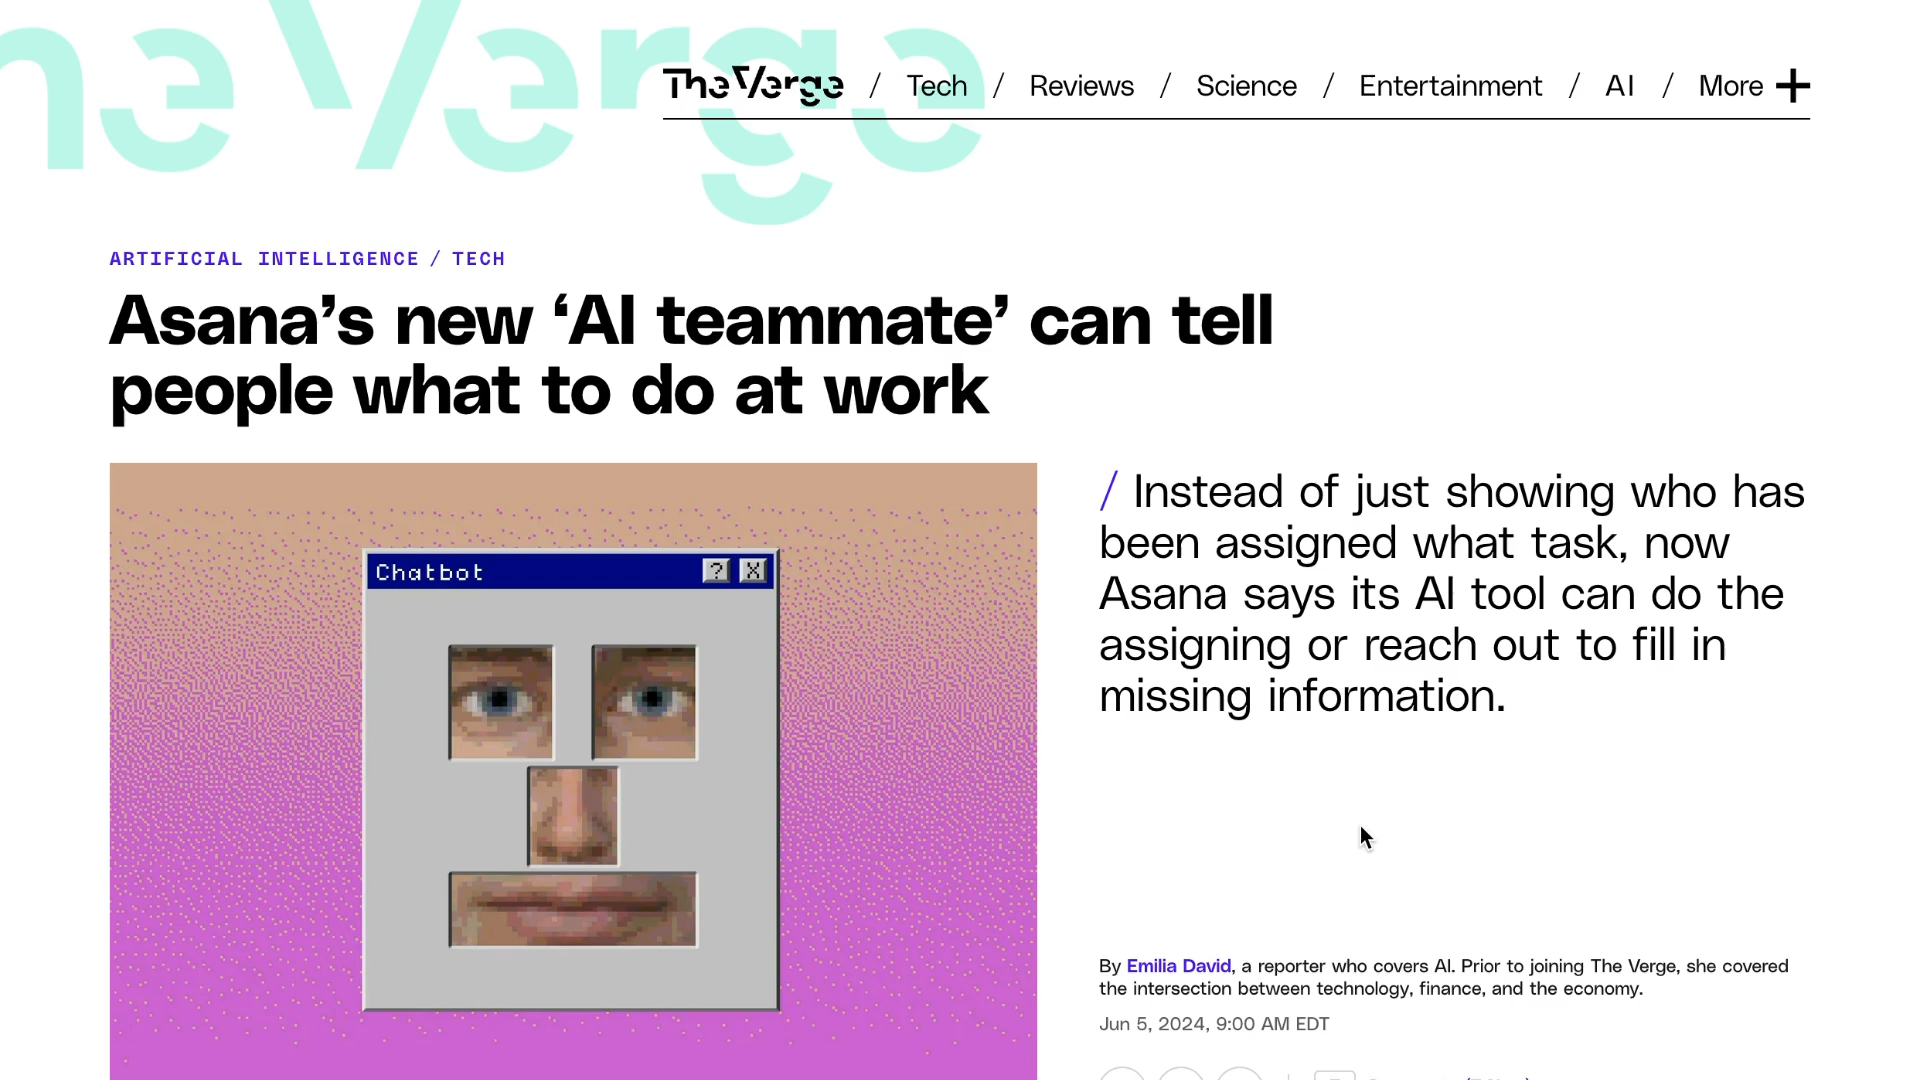 The Verge
The Verge / Tech / Reviews / Science / Entertainment / AI / More +
ARTIFICIAL INTELLIGENCE / TECH
Asana’s new ‘AI teammate’ can tell
people what to do at work
Chatbot ? X
/ Instead of just showing who has
been assigned what task, now
Asana says its AI tool can do the
assigning or reach out to fill in
missing information.
By Emilia David, a reporter who covers AI. Prior to joining The Verge, she covered
the intersection between technology, finance, and the economy.
Jun 5, 2024, 9:00 AM EDT